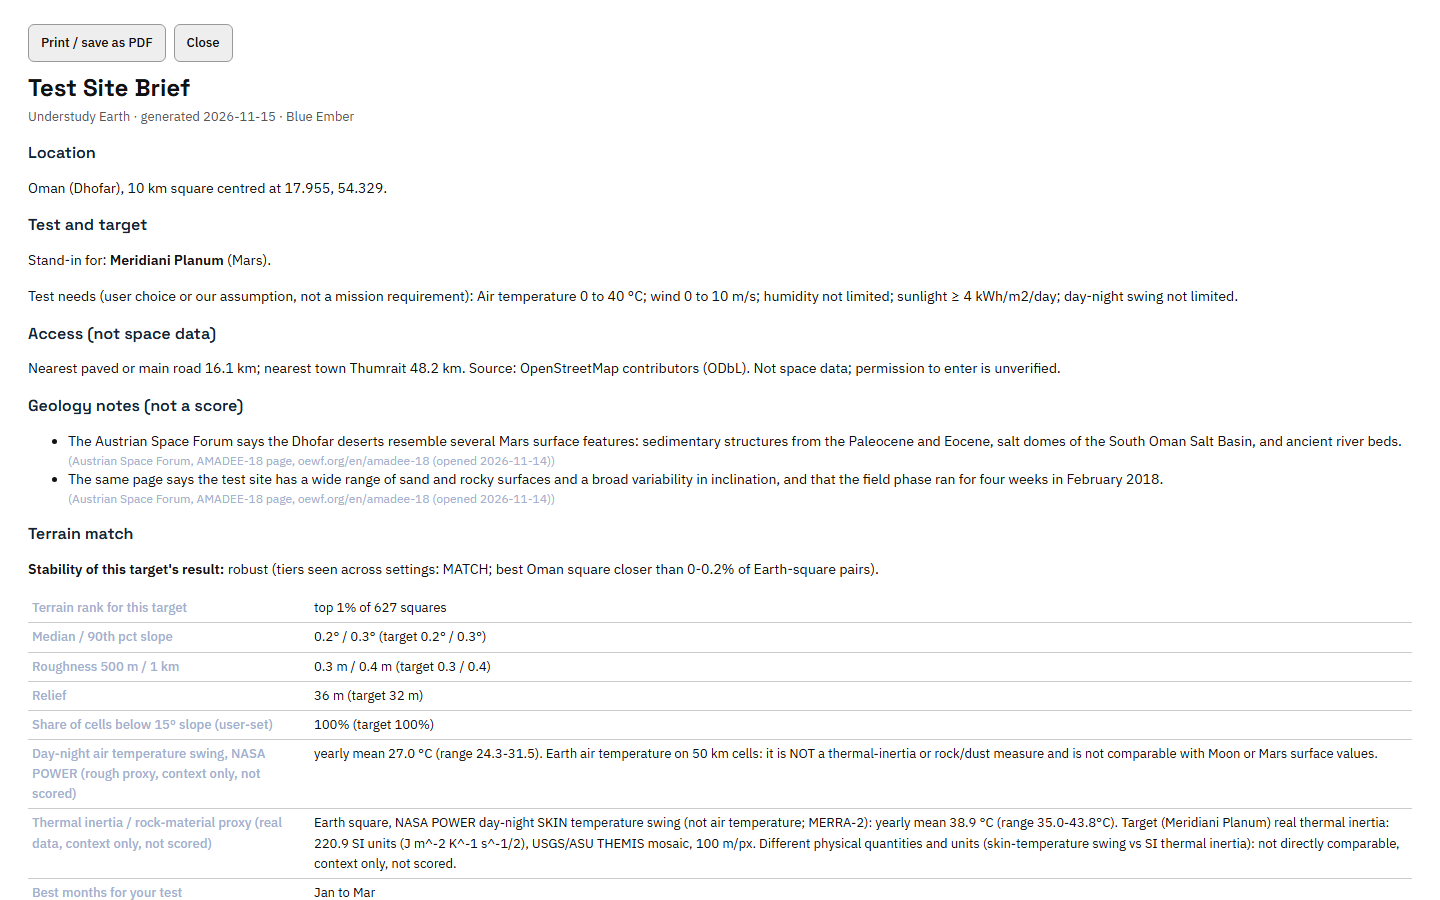 Print / save as PDF
Close
Test Site Brief
Understudy Earth · generated 2026-11-15 · Blue Ember
Location
Oman (Dhofar), 10 km square centred at 17.955, 54.329.
Test and target
Stand-in for: Meridiani Planum (Mars).
Test needs (user choice or our assumption, not a mission requirement): Air temperature 0 to 40 °C; wind 0 to 10 m/s; humidity not limited; sunlight ≥ 4 kWh/m2/day; day-night swing not limited.
Access (not space data)
Nearest paved or main road 16.1 km; nearest town Thumrait 48.2 km. Source: OpenStreetMap contributors (ODbL). Not space data; permission to enter is unverified.
Geology notes (not a score)
• The Austrian Space Forum says the Dhofar deserts resemble several Mars surface features: sedimentary structures from the Paleocene and Eocene, salt domes of the South Oman Salt Basin, and ancient river beds.
(Austrian Space Forum, AMADEE-18 page, oewf.org/en/amadee-18 (opened 2026-11-14))
• The same page says the test site has a wide range of sand and rocky surfaces and a broad variability in inclination, and that the field phase ran for four weeks in February 2018.
(Austrian Space Forum, AMADEE-18 page, oewf.org/en/amadee-18 (opened 2026-11-14))
Terrain match
Stability of this target's result: robust (tiers seen across settings: MATCH; best Oman square closer than 0-0.2% of Earth-square pairs).
Terrain rank for this target
top 1% of 627 squares
Median / 90th pct slope
0.2° / 0.3° (target 0.2° / 0.3°)
Roughness 500 m / 1 km
0.3 m / 0.4 m (target 0.3 / 0.4)
Relief
36 m (target 32 m)
Share of cells below 15° slope (user-set)
100% (target 100%)
Day-night air temperature swing, NASA
POWER (rough proxy, context only, not
scored)
yearly mean 27.0 °C (range 24.3-31.5). Earth air temperature on 50 km cells: it is NOT a thermal-inertia or rock/dust measure and is not comparable with Moon or Mars surface values.
Thermal inertia / rock-material proxy (real
data, context only, not scored)
Earth square, NASA POWER day-night SKIN temperature swing (not air temperature; MERRA-2): yearly mean 38.9 °C (range 35.0-43.8°C). Target (Meridiani Planum) real thermal inertia:
220.9 SI units (J m^-2 K^-1 s^-1/2), USGS/ASU THEMIS mosaic, 100 m/px. Different physical quantities and units (skin-temperature swing vs SI thermal inertia): not directly comparable,
context only, not scored.
Best months for your test
Jan to Mar